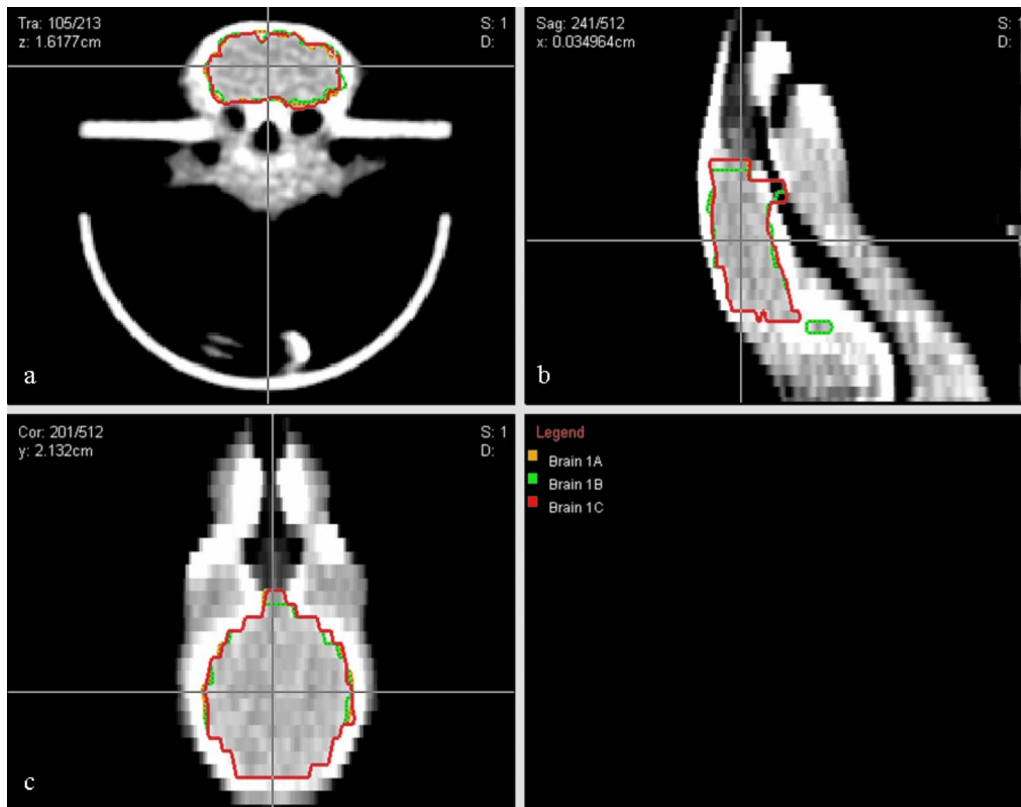 Tra: 105/213
z: 1.6177cm
S: 1
D:
a
Sag: 241/512
x: 0.034964cm
S: 1
D:
b
Cor: 201/512
y: 2.132cm
S: 1
D:
c
Legend
Brain 1A
Brain 1B
Brain 1C